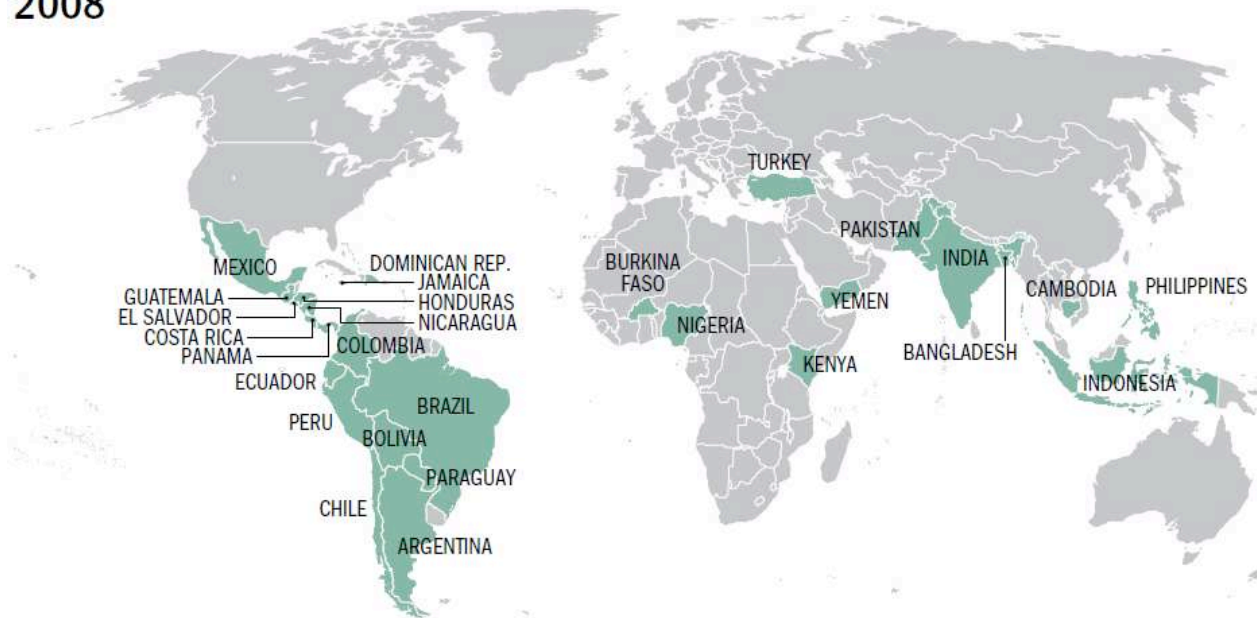 2008
TURKEY
PAKISTAN
INDIA
MEXICO
DOMINICAN REP.
JAMAICA
BURKINA
FASO
CAMBODIA
PHILIPPINES
GUATEMALA
HONDURAS
YEMEN
EL SALVADOR
NICARAGUA
NIGERIA
COSTA RICA
COLOMBIA
PANAMA
BANGLADESH
KENYA
ECUADOR
INDONESIA
BRAZIL
PERU
BOLIVIA
PARAGUAY
CHILE
ARGENTINA